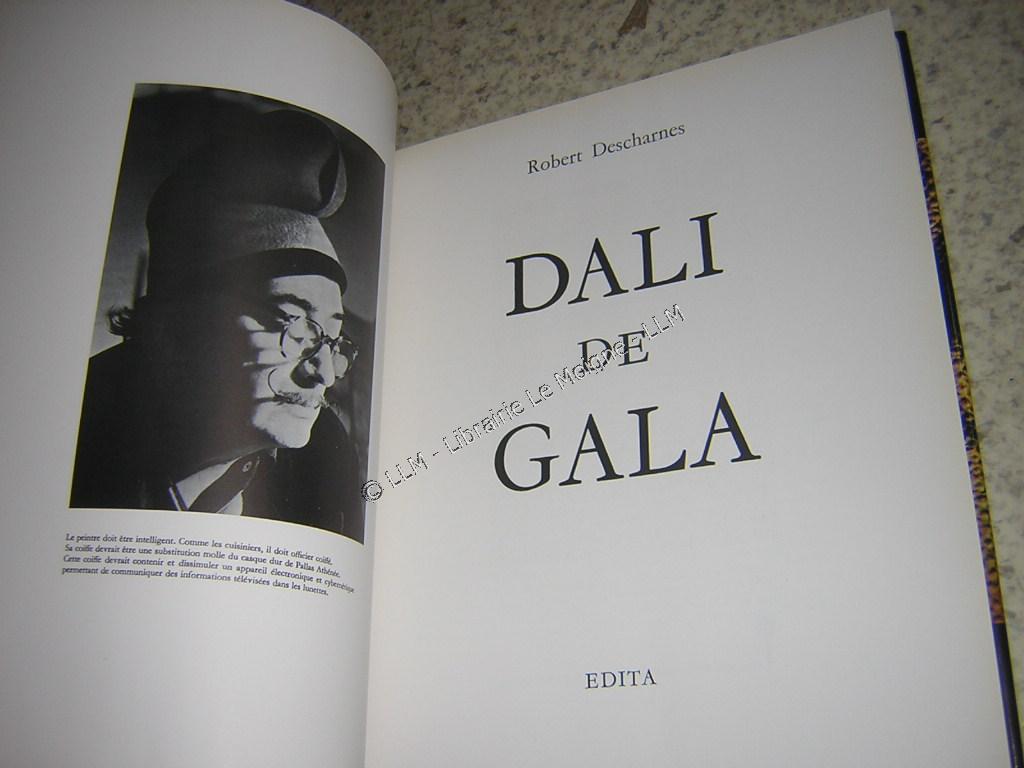 Le peintre doit être intelligent. Comme les cuisiniers, il doit officier coiffé.
Sa coiffe devrait être une substitution molle du casque dur de Pallas Athénée.
Cette coiffe devrait contenir et dissimuler un appareil électronique et cybernétique
permettant de communiquer des informations télévisées dans les lunettes.
Robert Descharnes
DALI
DE
GALA
EDITA
© LLM - Librairie Le Moigne - LLM